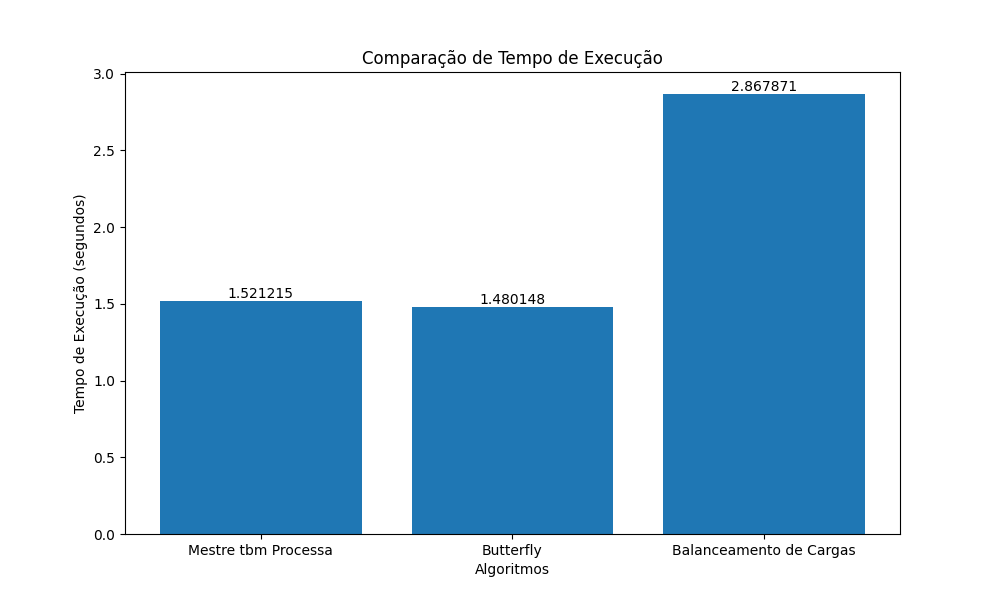 Comparação de Tempo de Execução
3.0
2.5
2.0
1.5
1.0
0.5
0.0
Tempo de Execução (segundos)
1.521215
1.480148
2.867871
Mestre tbm Processa
Butterfly
Balanceamento de Cargas
Algoritmos